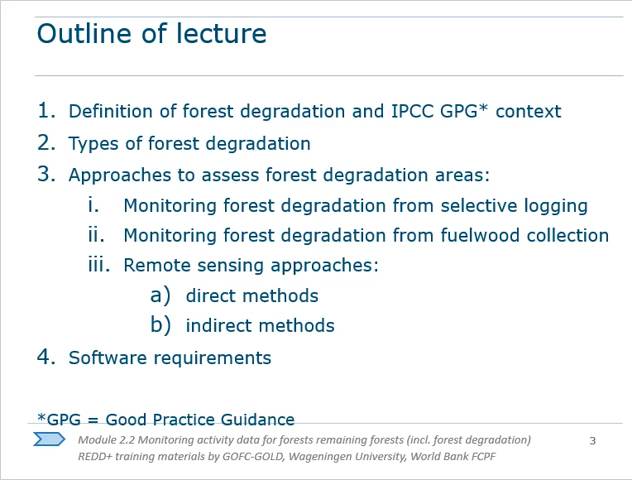 Outline of lecture
1. Definition of forest degradation and IPCC GPG* context
2. Types of forest degradation
3. Approaches to assess forest degradation areas:
i. Monitoring forest degradation from selective logging
ii. Monitoring forest degradation from fuelwood collection
iii. Remote sensing approaches:
a) direct methods
b) indirect methods
4. Software requirements
*GPG = Good Practice Guidance
Module 2.2 Monitoring activity data for forests remaining forests (incl. forest degradation)
REDD+ training materials by GOFC-GOLD, Wageningen University, World Bank FCPF
3